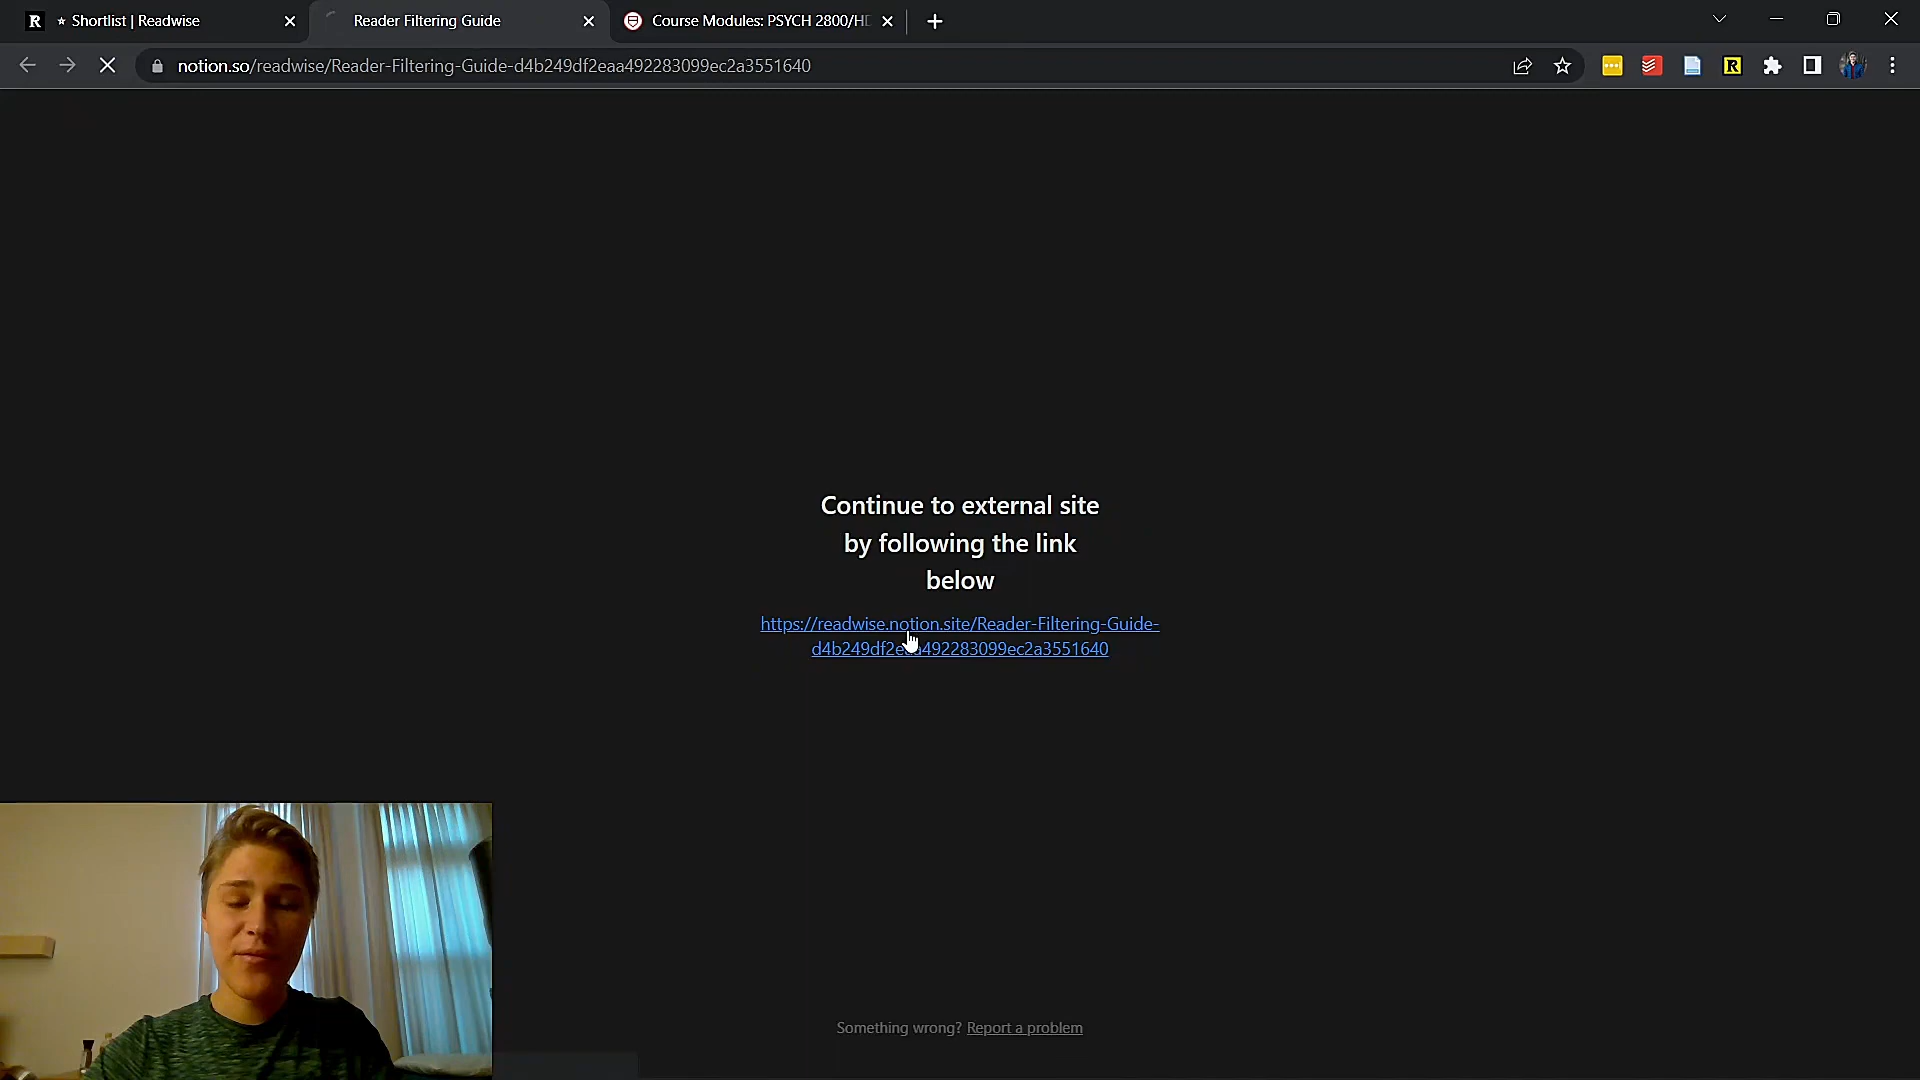 Shortlist | Readwise
Reader Filtering Guide
Course Modules: PSYCH 2800/HD
notion.so/readwise/Reader-Filtering-Guide-d4b249df2eaa492283099ec2a3551640
Continue to external site
by following the link
below
https://readwise.notion.site/Reader-Filtering-Guide-
d4b249df2eaa492283099ec2a3551640
Something wrong? Report a problem